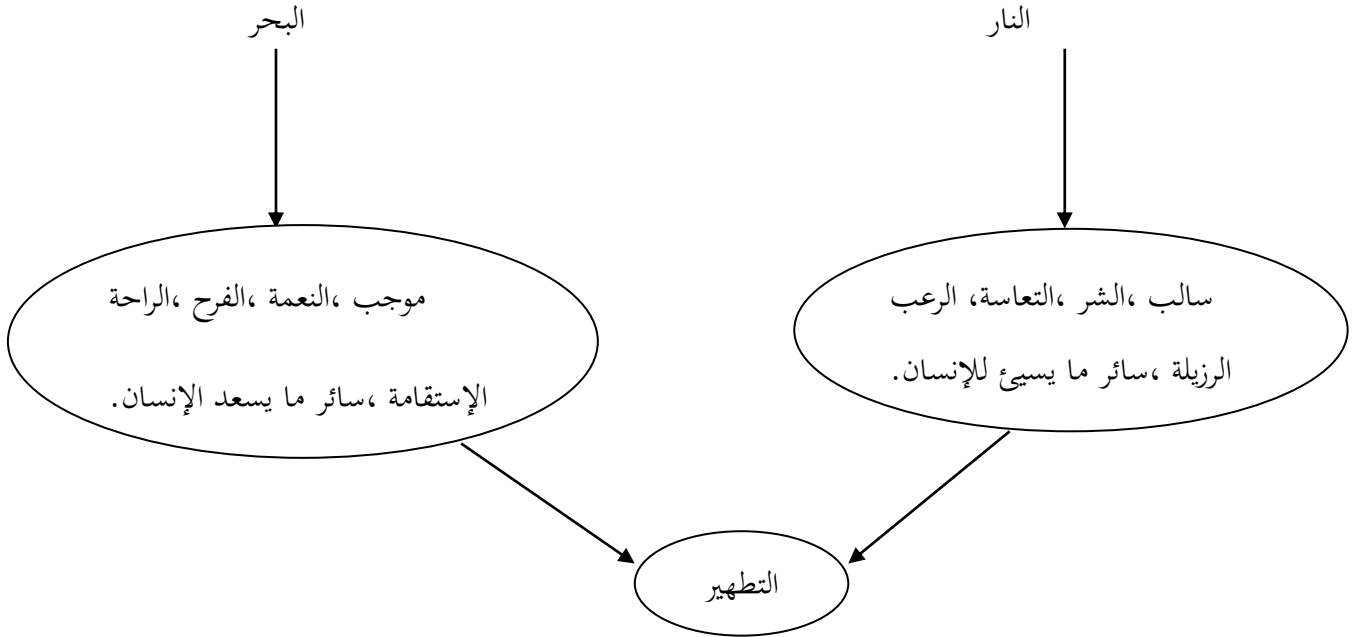 النار
البحر
سالب ،الشر ،التعاسة، الرعب
الرزيلة ،سائر ما يسيئ للإنسان.
موجب ،النعمة ،الفرح ،الراحة
الإستقامة ،سائر ما يسعد الإنسان.
التطهير